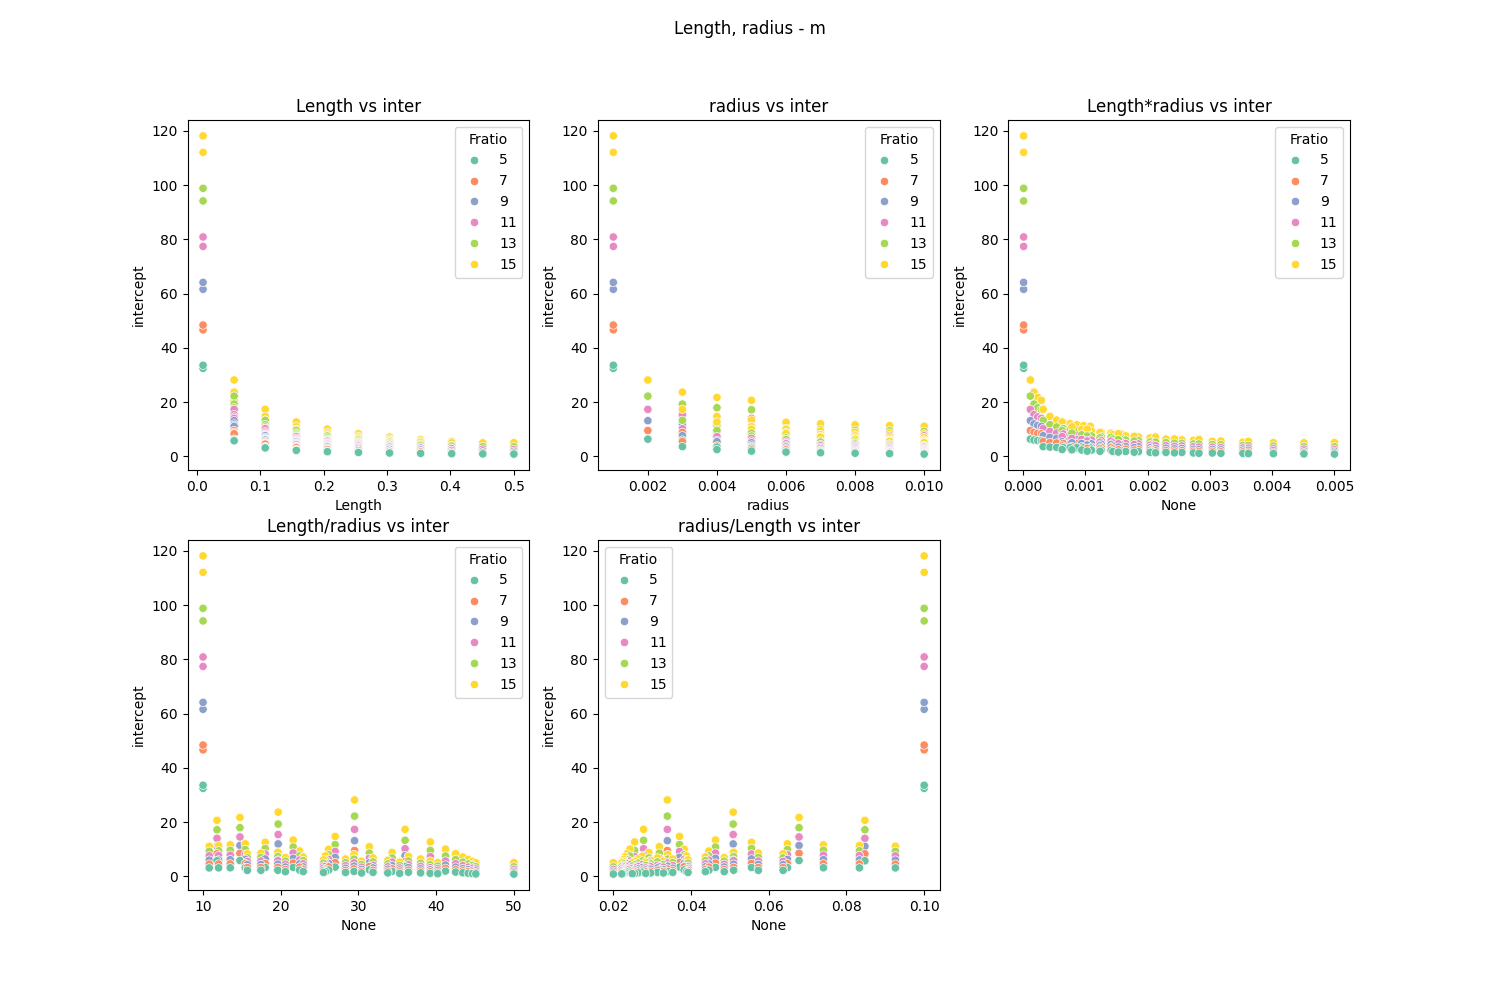 Length, radius - m
Length vs inter
120
100
80
60
40
20
0
intercept
0.0 0.1 0.2 0.3 0.4 0.5
Length
Fratio
5
7
9
11
13
15
radius vs inter
120
100
80
60
40
20
0
intercept
0.002 0.004 0.006 0.008 0.010
radius
Fratio
5
7
9
11
13
15
Length*radius vs inter
120
100
80
60
40
20
0
intercept
0.000 0.001 0.002 0.003 0.004 0.005
None
Fratio
5
7
9
11
13
15
Length/radius vs inter
120
100
80
60
40
20
0
intercept
10 20 30 40 50
None
Fratio
5
7
9
11
13
15
radius/Length vs inter
120
100
80
60
40
20
0
intercept
0.02 0.04 0.06 0.08 0.10
None
Fratio
5
7
9
11
13
15